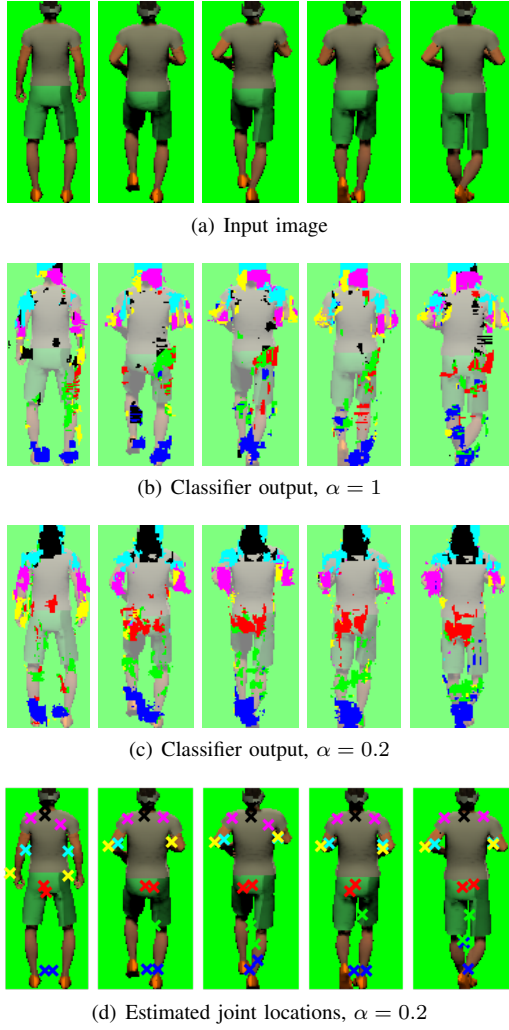 (a) Input image
(b) Classifier output, α = 1
(c) Classifier output, α = 0.2
(d) Estimated joint locations, α = 0.2